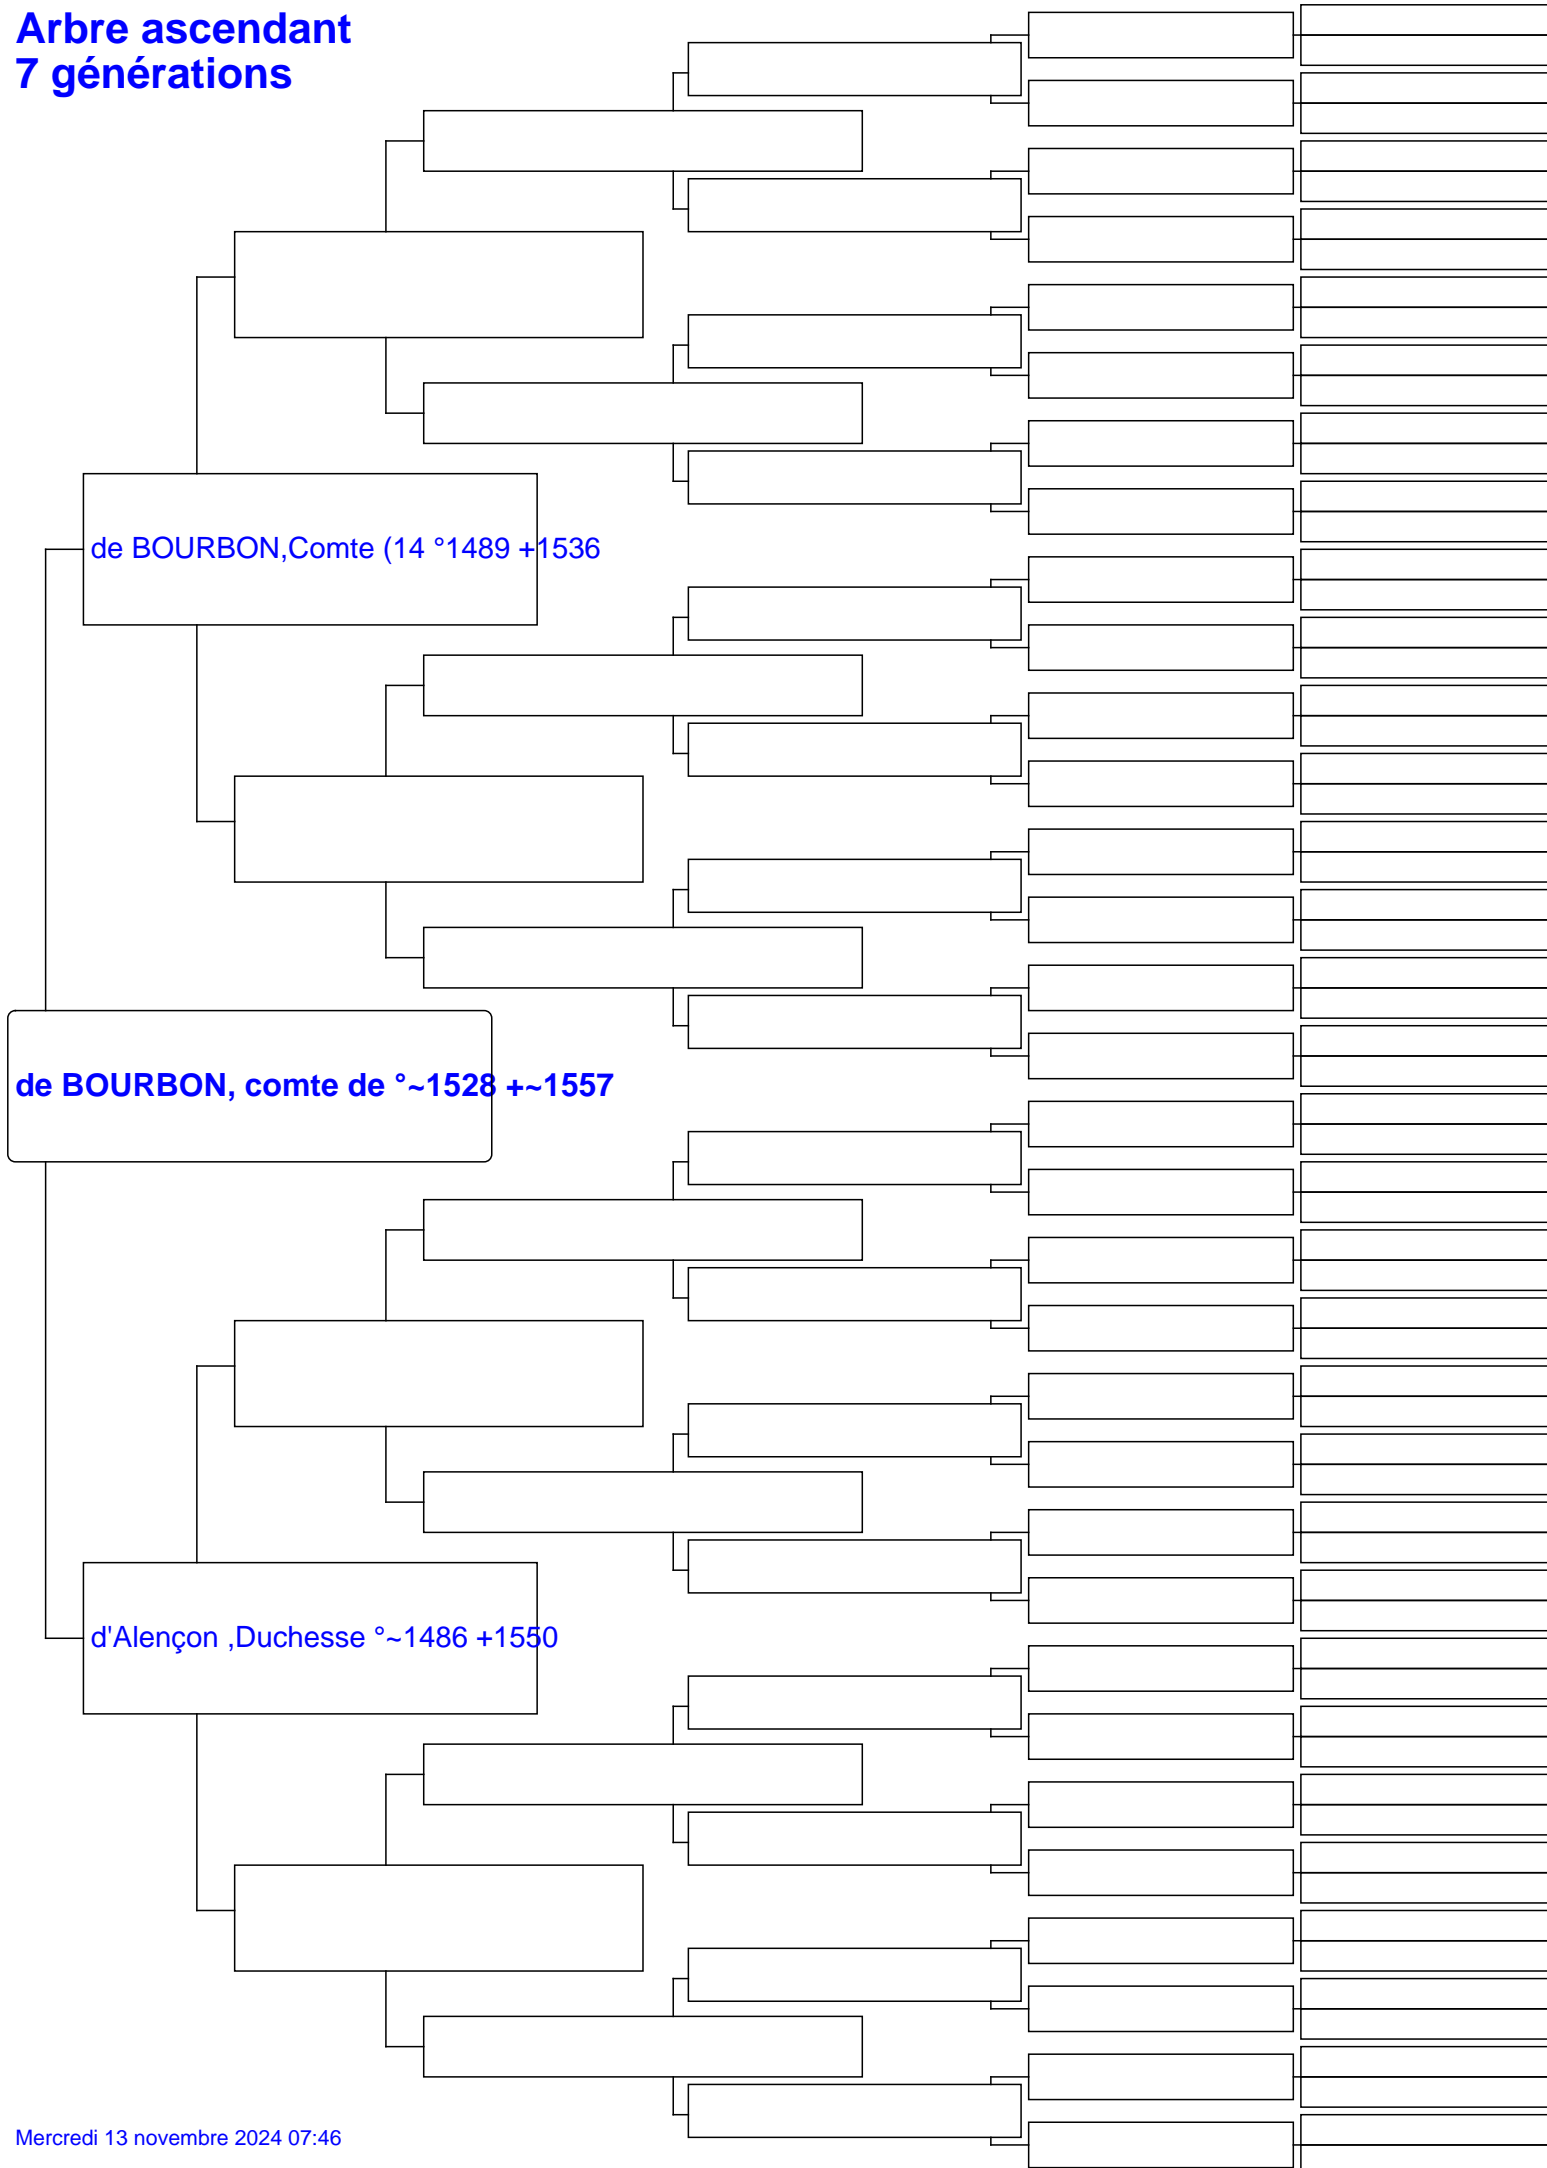 Arbre ascendant
7 générations
de BOURBON,Comte (14 °1489 +1536
de BOURBON, comte de °~1528 +~1557
d'Alençon ,Duchesse °~1486 +1550
Mercredi 13 novembre 2024 07:46